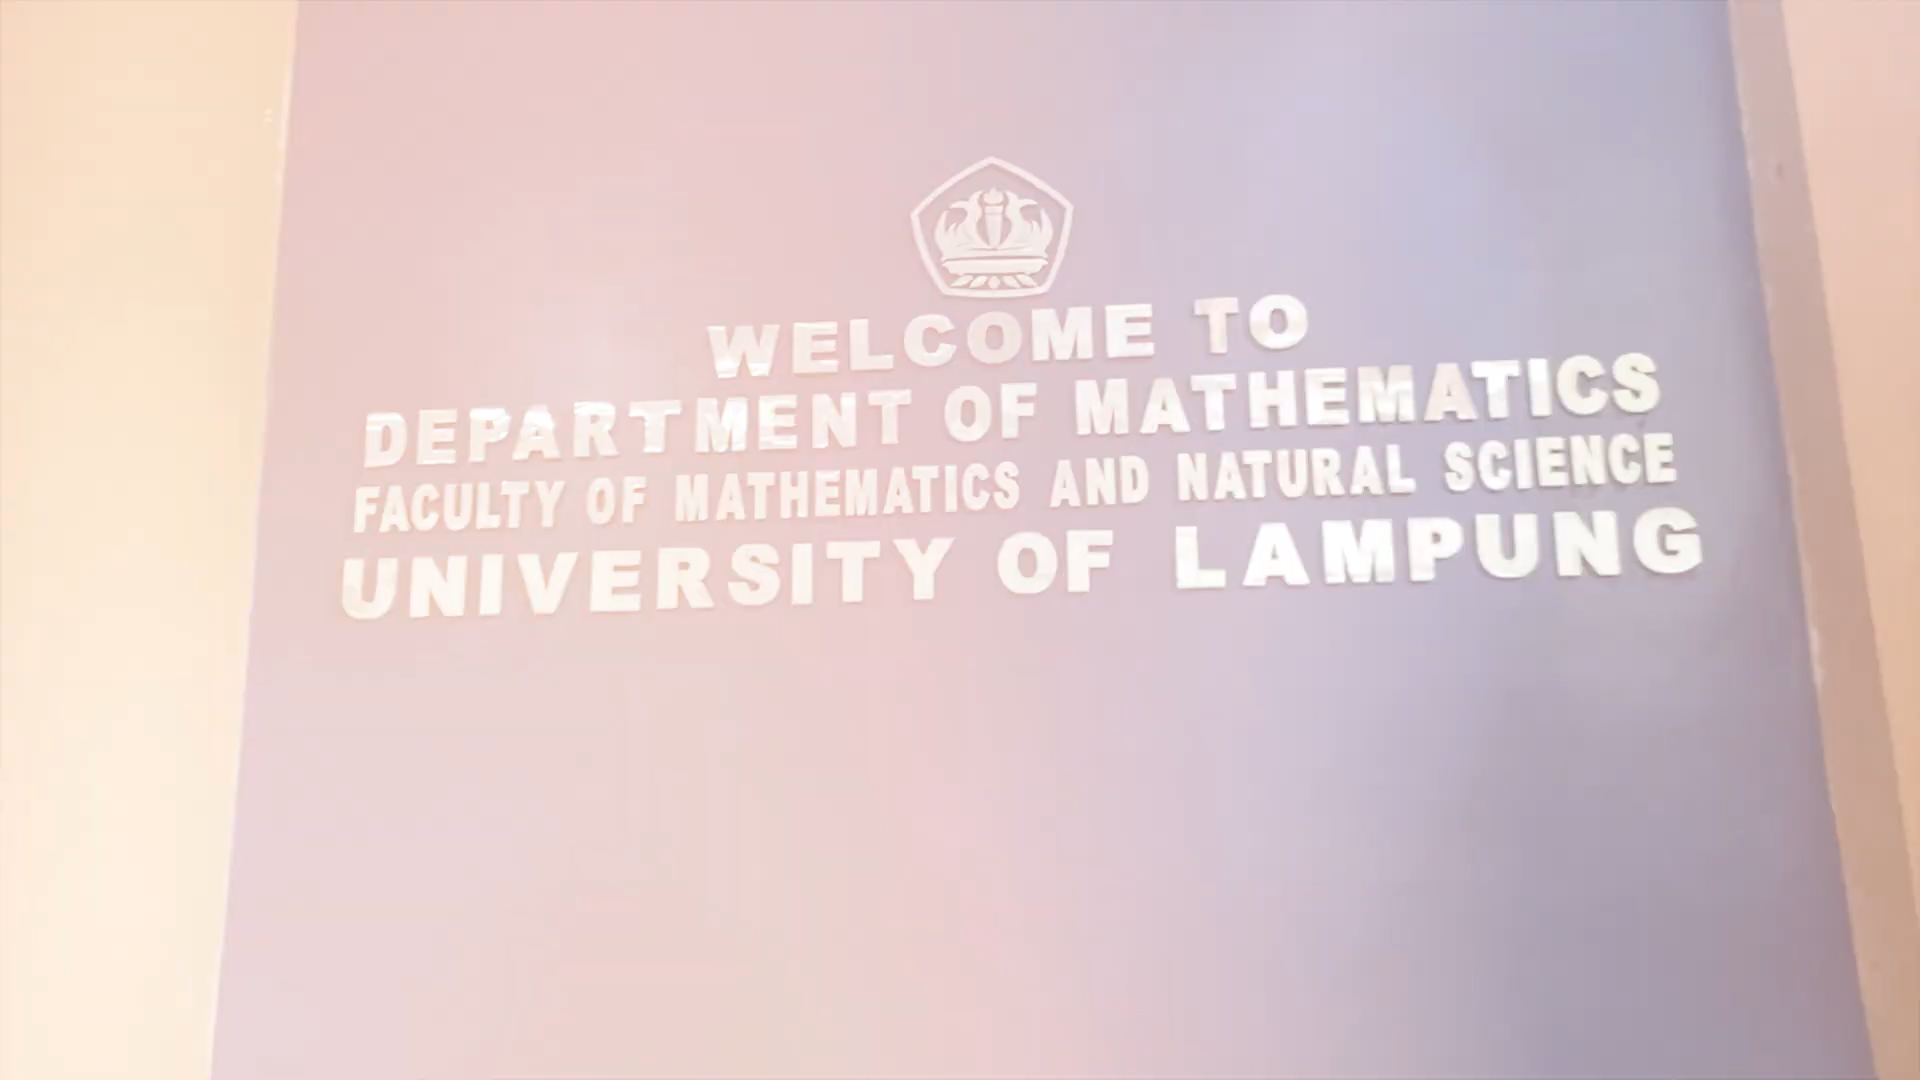 WELCOME TO
DEPARTMENT OF MATHEMATICS
FACULTY OF MATHEMATICS AND NATURAL SCIENCE
UNIVERSITY OF LAMPUNG